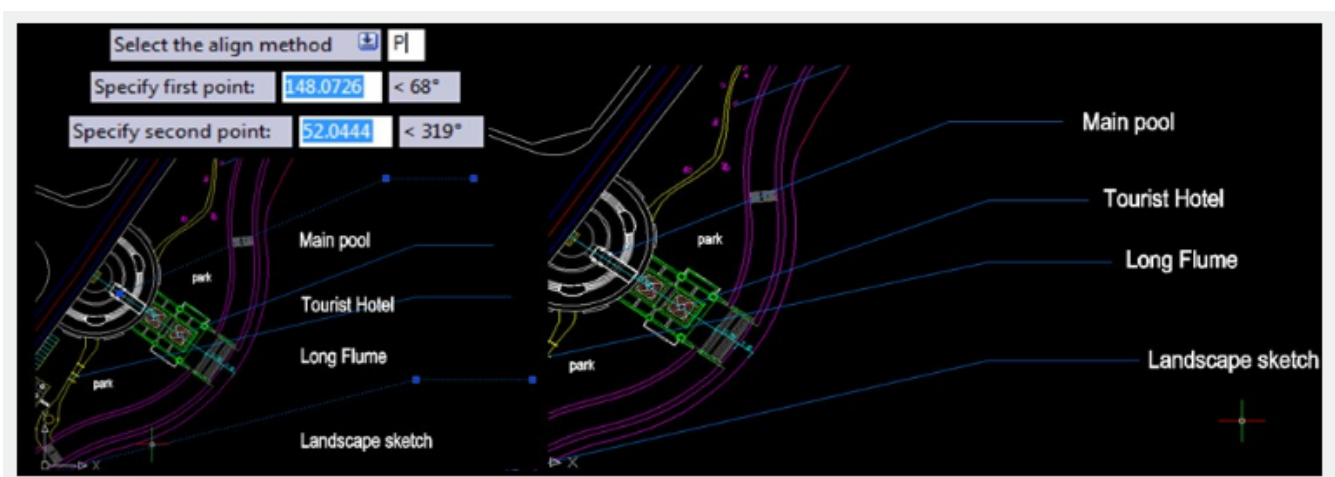 Select the align method P
Specify first point: 148.0726 < 68°
Specify second point: 52.0444 < 319°
Main pool
park
Tourist Hotel
Long Flume
park
Landscape sketch
X
Main pool
Tourist Hotel
park
Long Flume
park
Landscape sketch
X